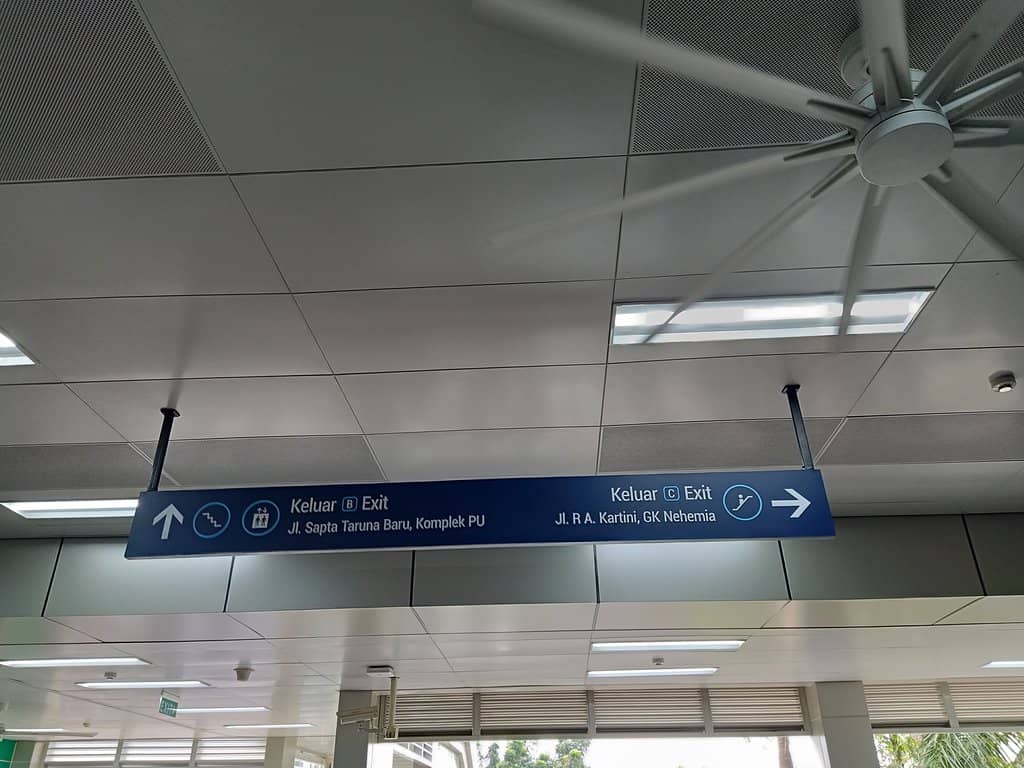 Keluar B Exit
Jl. Sapta Taruna Baru, Komplek PU
Keluar C Exit
Jl. R A. Kartini, GK Nehemia